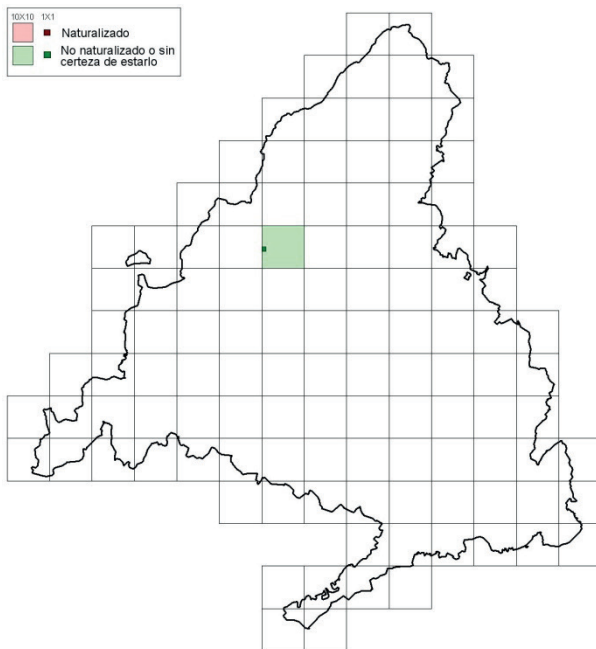 10X10 1X1
Naturalizado
No naturalizado o sin
certeza de estarlo